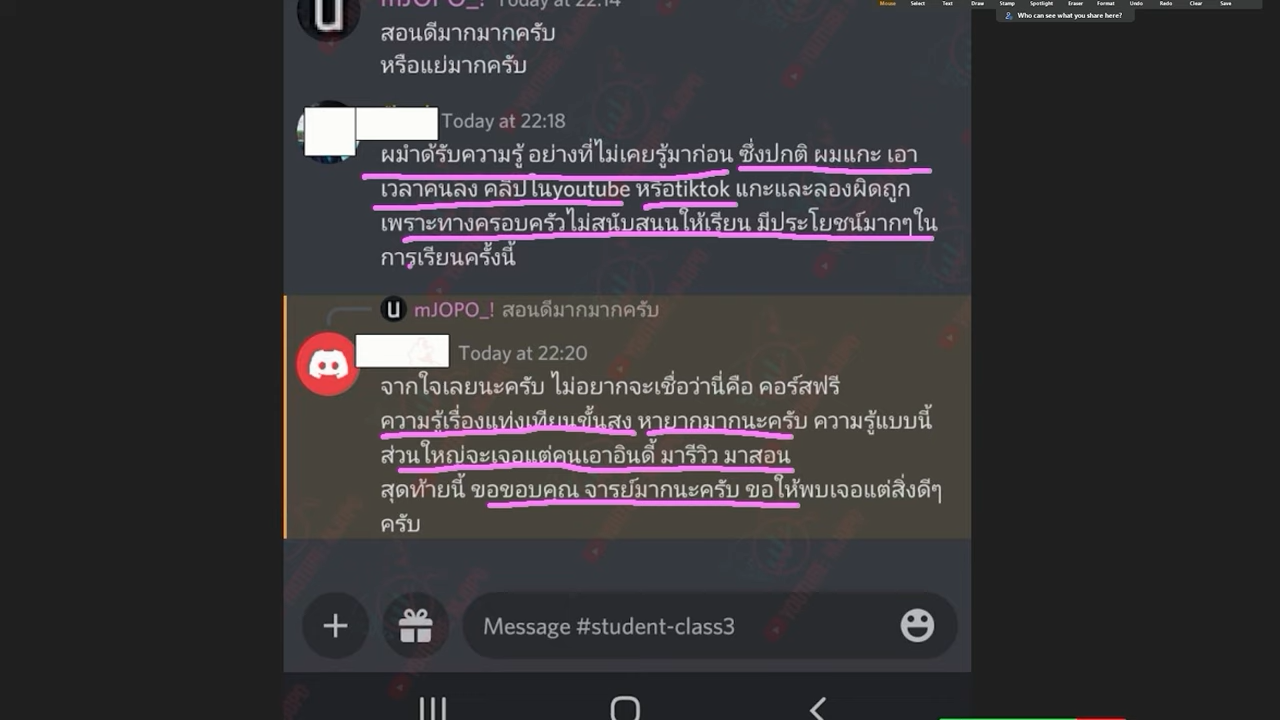 Mouse Select Text Draw Stamp Spotlight Eraser Format Undo Redo Clear Save
Who can see what you share here?
mJOPO_! Today at 22:14
สอนดีมากมากครับ
หรือแย่มากครับ
Today at 22:18
ผมได้รับความรู้ อย่างที่ไม่เคยรู้มาก่อน ซึ่งปกติ ผมแกะ เอา
เวลาค้นลง คลิปในyoutube หรือtiktok แกะและลองผิดถูก
เพราะทางครอบครัวไม่สนับสนุนให้เรียน มีประโยชน์มากๆใน
การเรียนครั้งนี้
mJOPO_! สอนดีมากมากครับ
Today at 22:20
จากใจเลยนะครับ ไม่อยากจะเชื่อว่านี่คือ คอร์สฟรี
ความรู้เรื่องแท่งเทียนขั้นสูง หายากมากนะครับ ความรู้แบบนี้
ส่วนใหญ่จะเจอแต่คนเอาอินดี้ มารีวิว มาสอน
สุดท้ายนี้ ขอขอบคุณ จารย์มากนะครับ ขอให้พบเจอแต่สิ่งดีๆ
ครับ
Message #student-class3